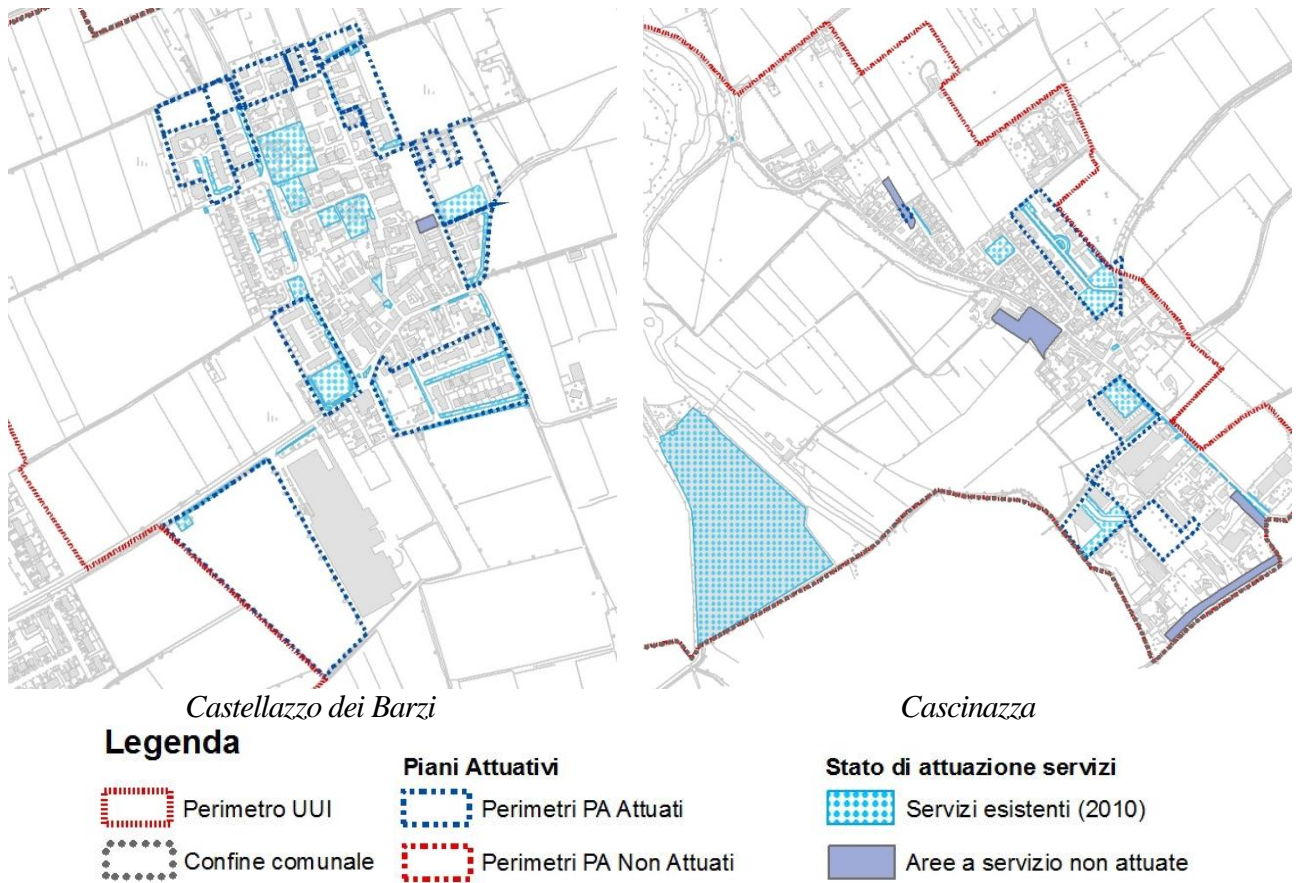 Castellazzo dei Barzi
Cascinazza
Legenda
Perimetro UUI
Confine comunale
Piani Attuativi
Perimetri PA Attuati
Perimetri PA Non Attuati
Stato di attuazione servizi
Servizi esistenti (2010)
Aree a servizio non attuate